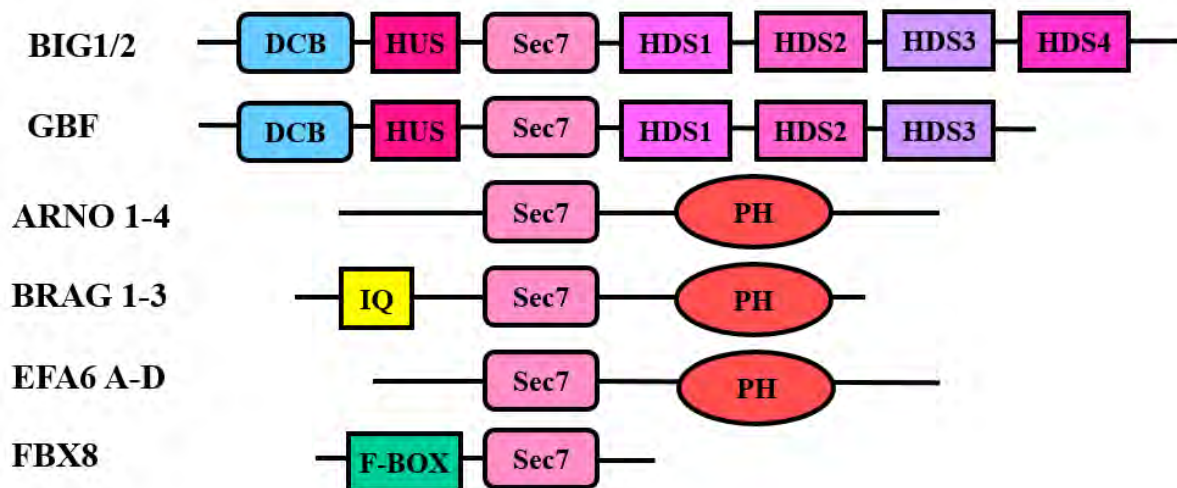 BIG1/2 DCB HUS Sec7 HDS1 HDS2 HDS3 HDS4
GBF DCB HUS Sec7 HDS1 HDS2 HDS3
ARNO 1-4 Sec7 PH
BRAG 1-3 IQ Sec7 PH
EFA6 A-D Sec7 PH
FBX8 F-BOX Sec7